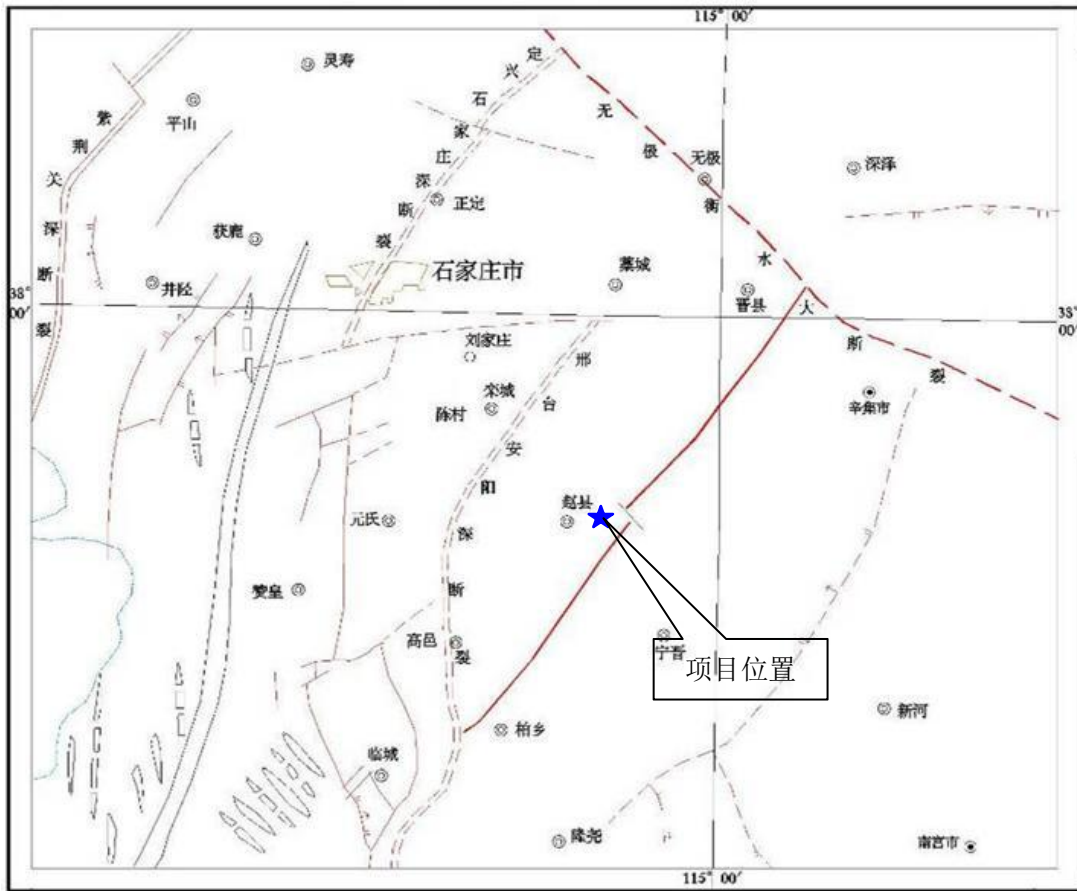 115° 00′
灵寿
平山
紫荆关深断裂
定兴石家庄深断裂
无极衡水大断裂
无极
深泽
正定
获鹿
石家庄市
藁城
井陉
晋县
38° 00′
38° 00′
刘家庄
栾城
陈村
邢台安阳深断裂
辛集市
赵县
元氏
赞皇
高邑
宁晋
项目位置
柏乡
新河
临城
隆尧
南宫市
115° 00′